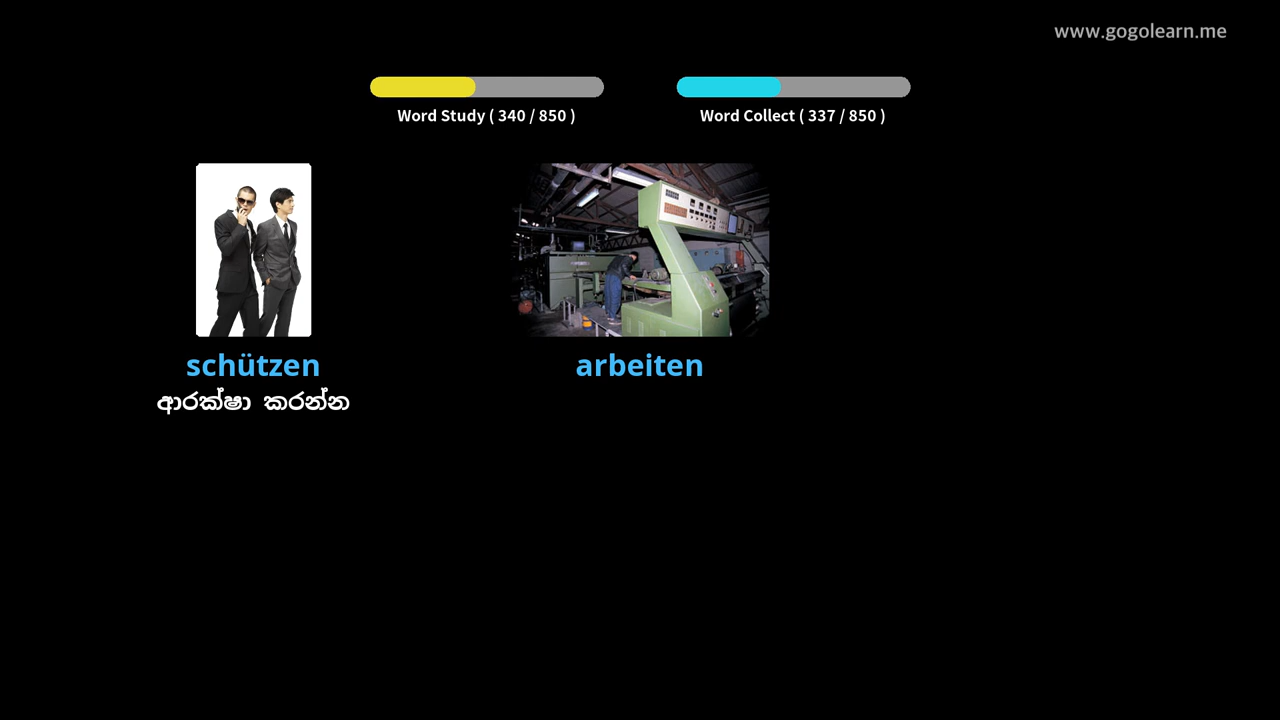 www.gogolearn.me
Word Study ( 340 / 850 )
Word Collect ( 337 / 850 )
schützen
ආරක්ෂා කරන්න
arbeiten